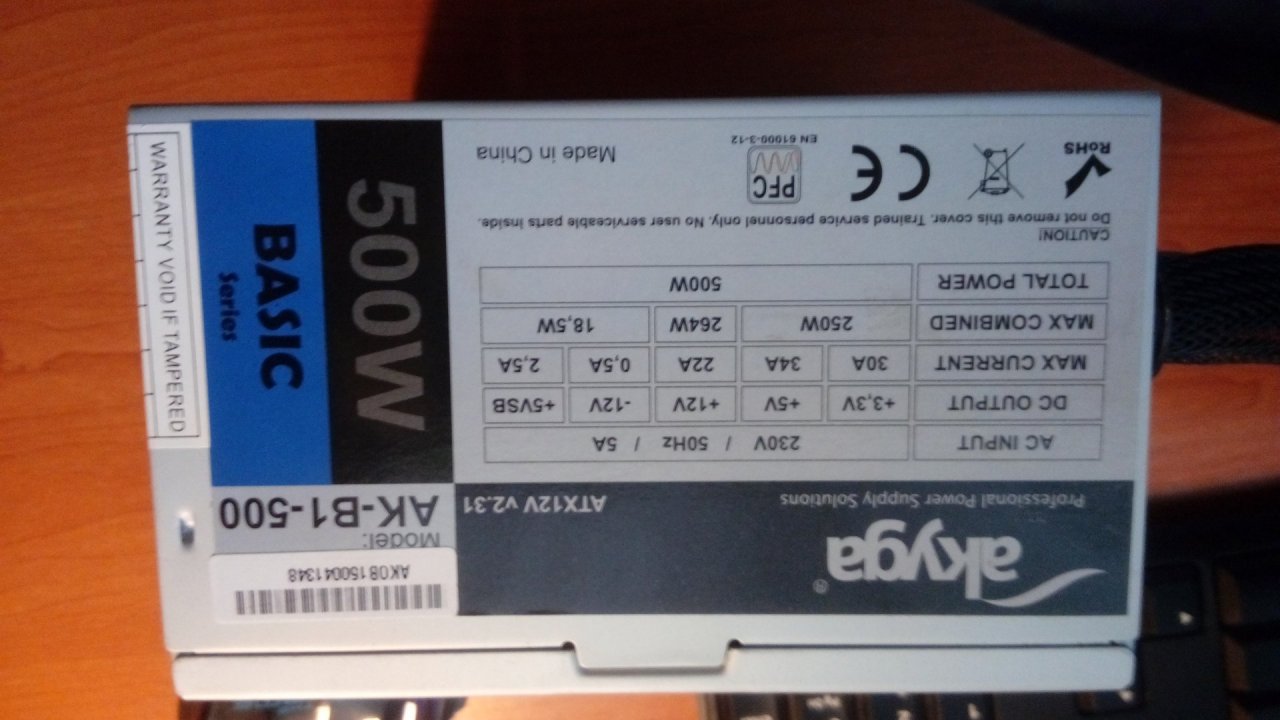 akyga®
Professional Power Supply Solutions
ATX12V v2.31
AK08150041348
Model:
AK-B1-500
AC INPUT 230V / 50Hz / 5A
DC OUTPUT +3,3V +5V +12V -12V +5VSB
MAX CURRENT 30A 34A 22A 0,5A 2,5A
MAX COMBINED 250W 264W 18,5W
TOTAL POWER 500W
CAUTION!
Do not remove this cover. Trained service personnel only. No user serviceable parts inside.
RoHS
CE
PFC
EN 61000-3-12
Made in China
500W
BASIC
Series
WARRANTY VOID IF TAMPERED